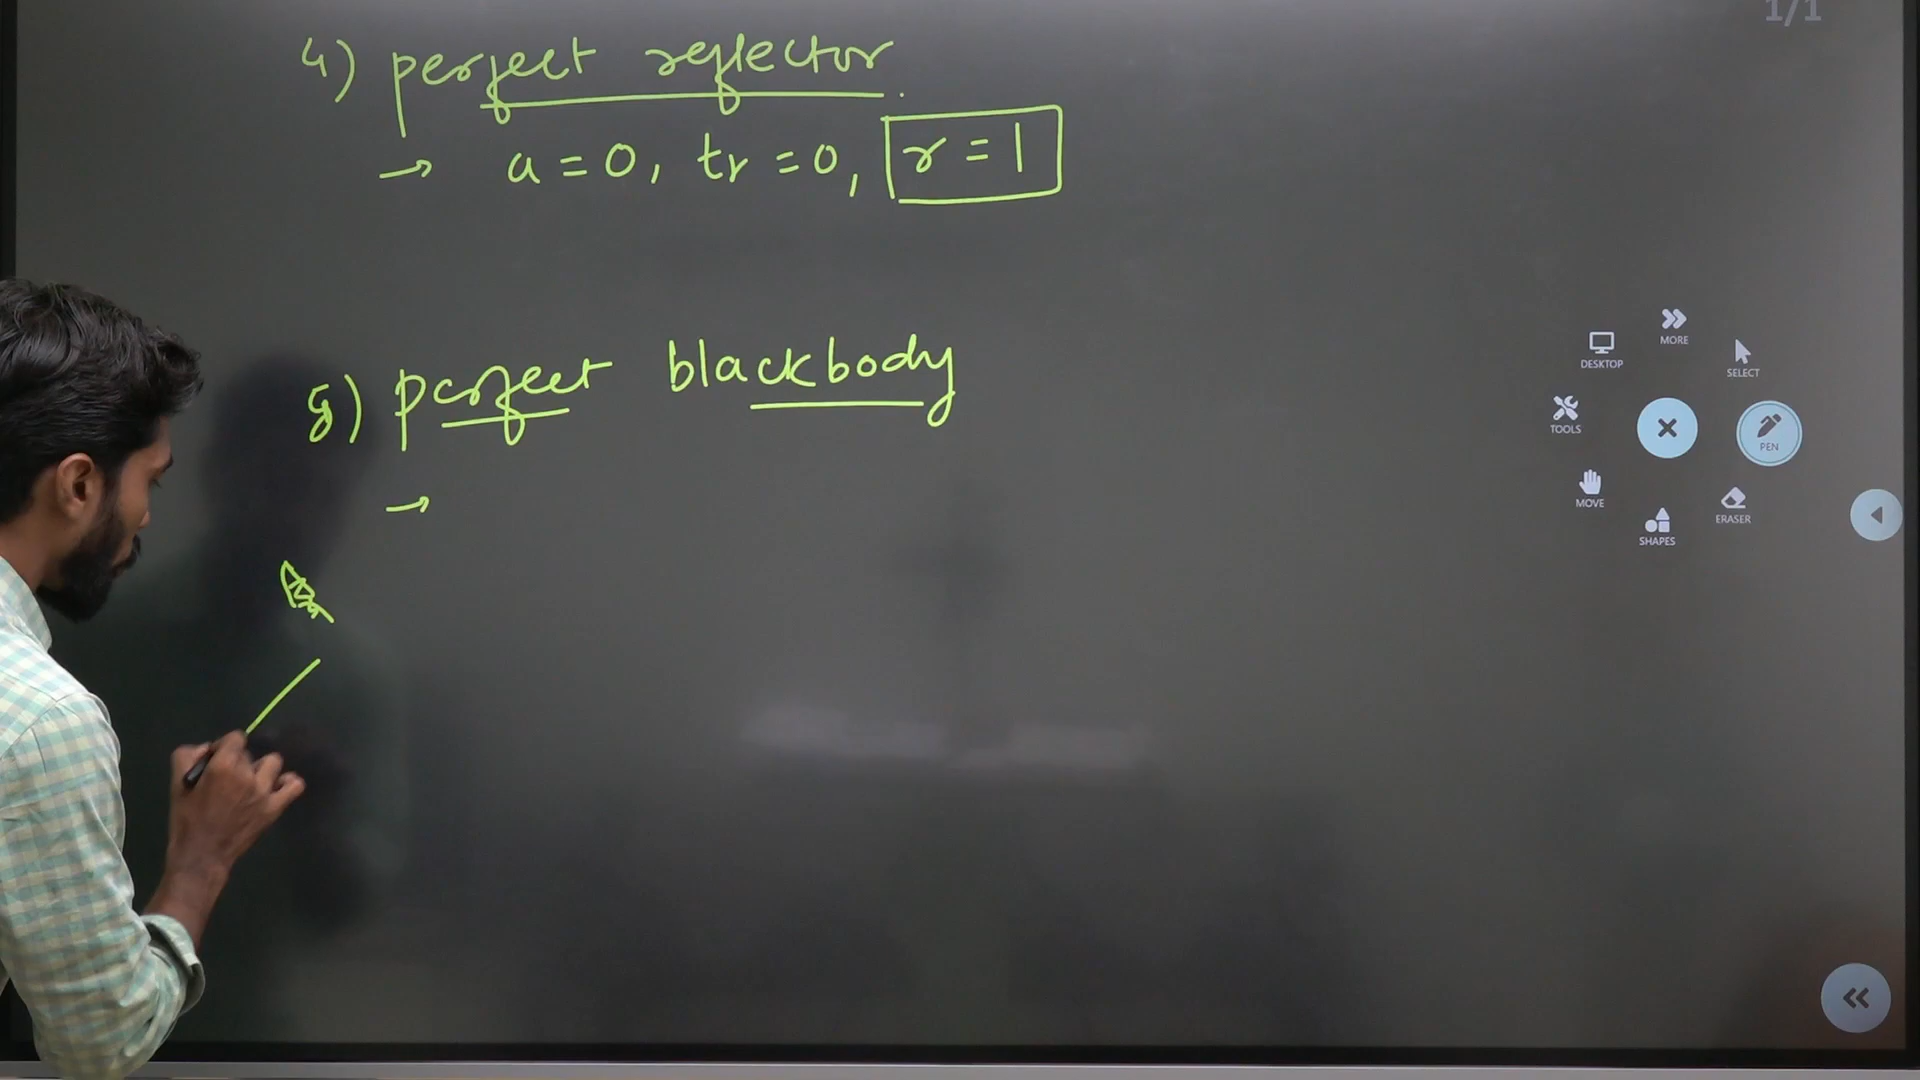 1/1
4) perfect reflector.
→ a = 0, tr = 0, r = 1
5) perfect blackbody
→
MORE
DESKTOP
SELECT
TOOLS
PEN
MOVE
ERASER
SHAPES